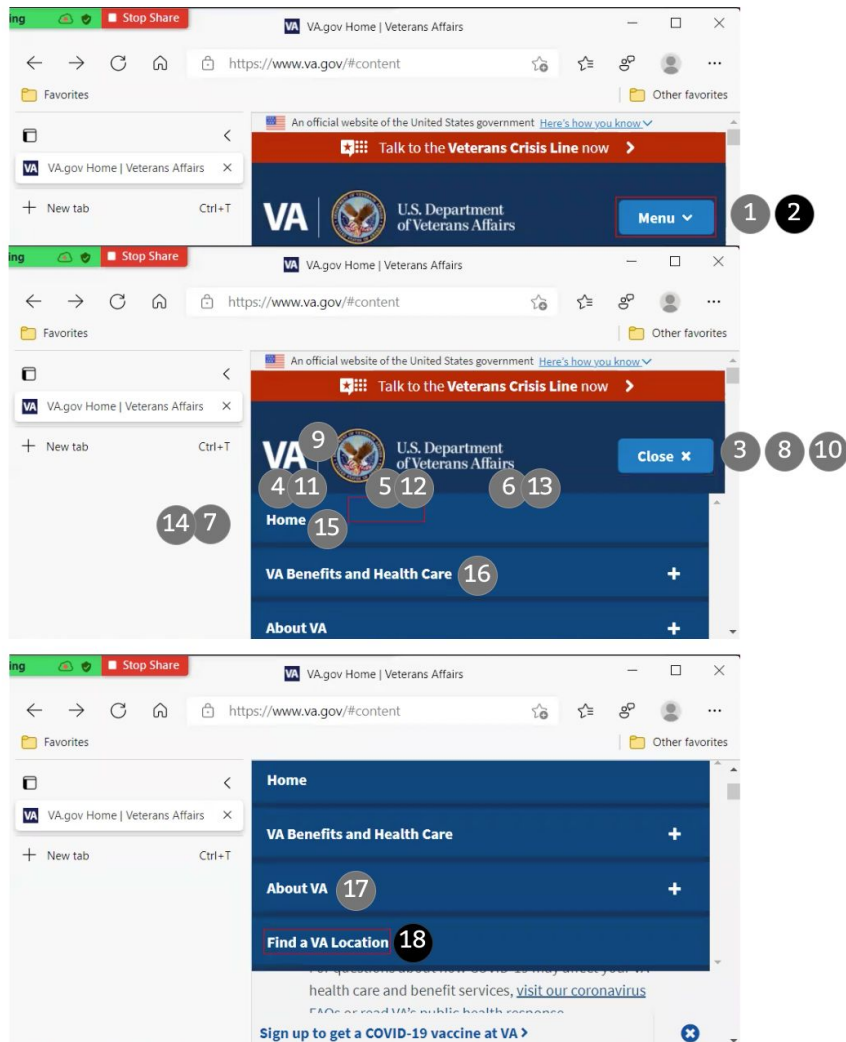 ing Stop Share VA VA.gov Home | Veterans Affairs
https://www.va.gov/#content
Favorites Other favorites
An official website of the United States government Here's how you know
Talk to the Veterans Crisis Line now
VA VA.gov Home | Veterans Affairs
New tab Ctrl+T
VA U.S. Department
of Veterans Affairs
Menu 1 2
ing Stop Share VA VA.gov Home | Veterans Affairs
https://www.va.gov/#content
Favorites Other favorites
An official website of the United States government Here's how you know
Talk to the Veterans Crisis Line now
VA VA.gov Home | Veterans Affairs
New tab Ctrl+T
VA 9 U.S. Department
of Veterans Affairs
Close 3 8 10
4 11 5 12 6 13
14 7 Home 15
VA Benefits and Health Care 16 +
About VA +
ing Stop Share VA VA.gov Home | Veterans Affairs
https://www.va.gov/#content
Favorites Other favorites
Home
VA VA.gov Home | Veterans Affairs
VA Benefits and Health Care +
New tab Ctrl+T
About VA 17 +
Find a VA Location 18
health care and benefit services, visit our coronavirus
Sign up to get a COVID-19 vaccine at VA